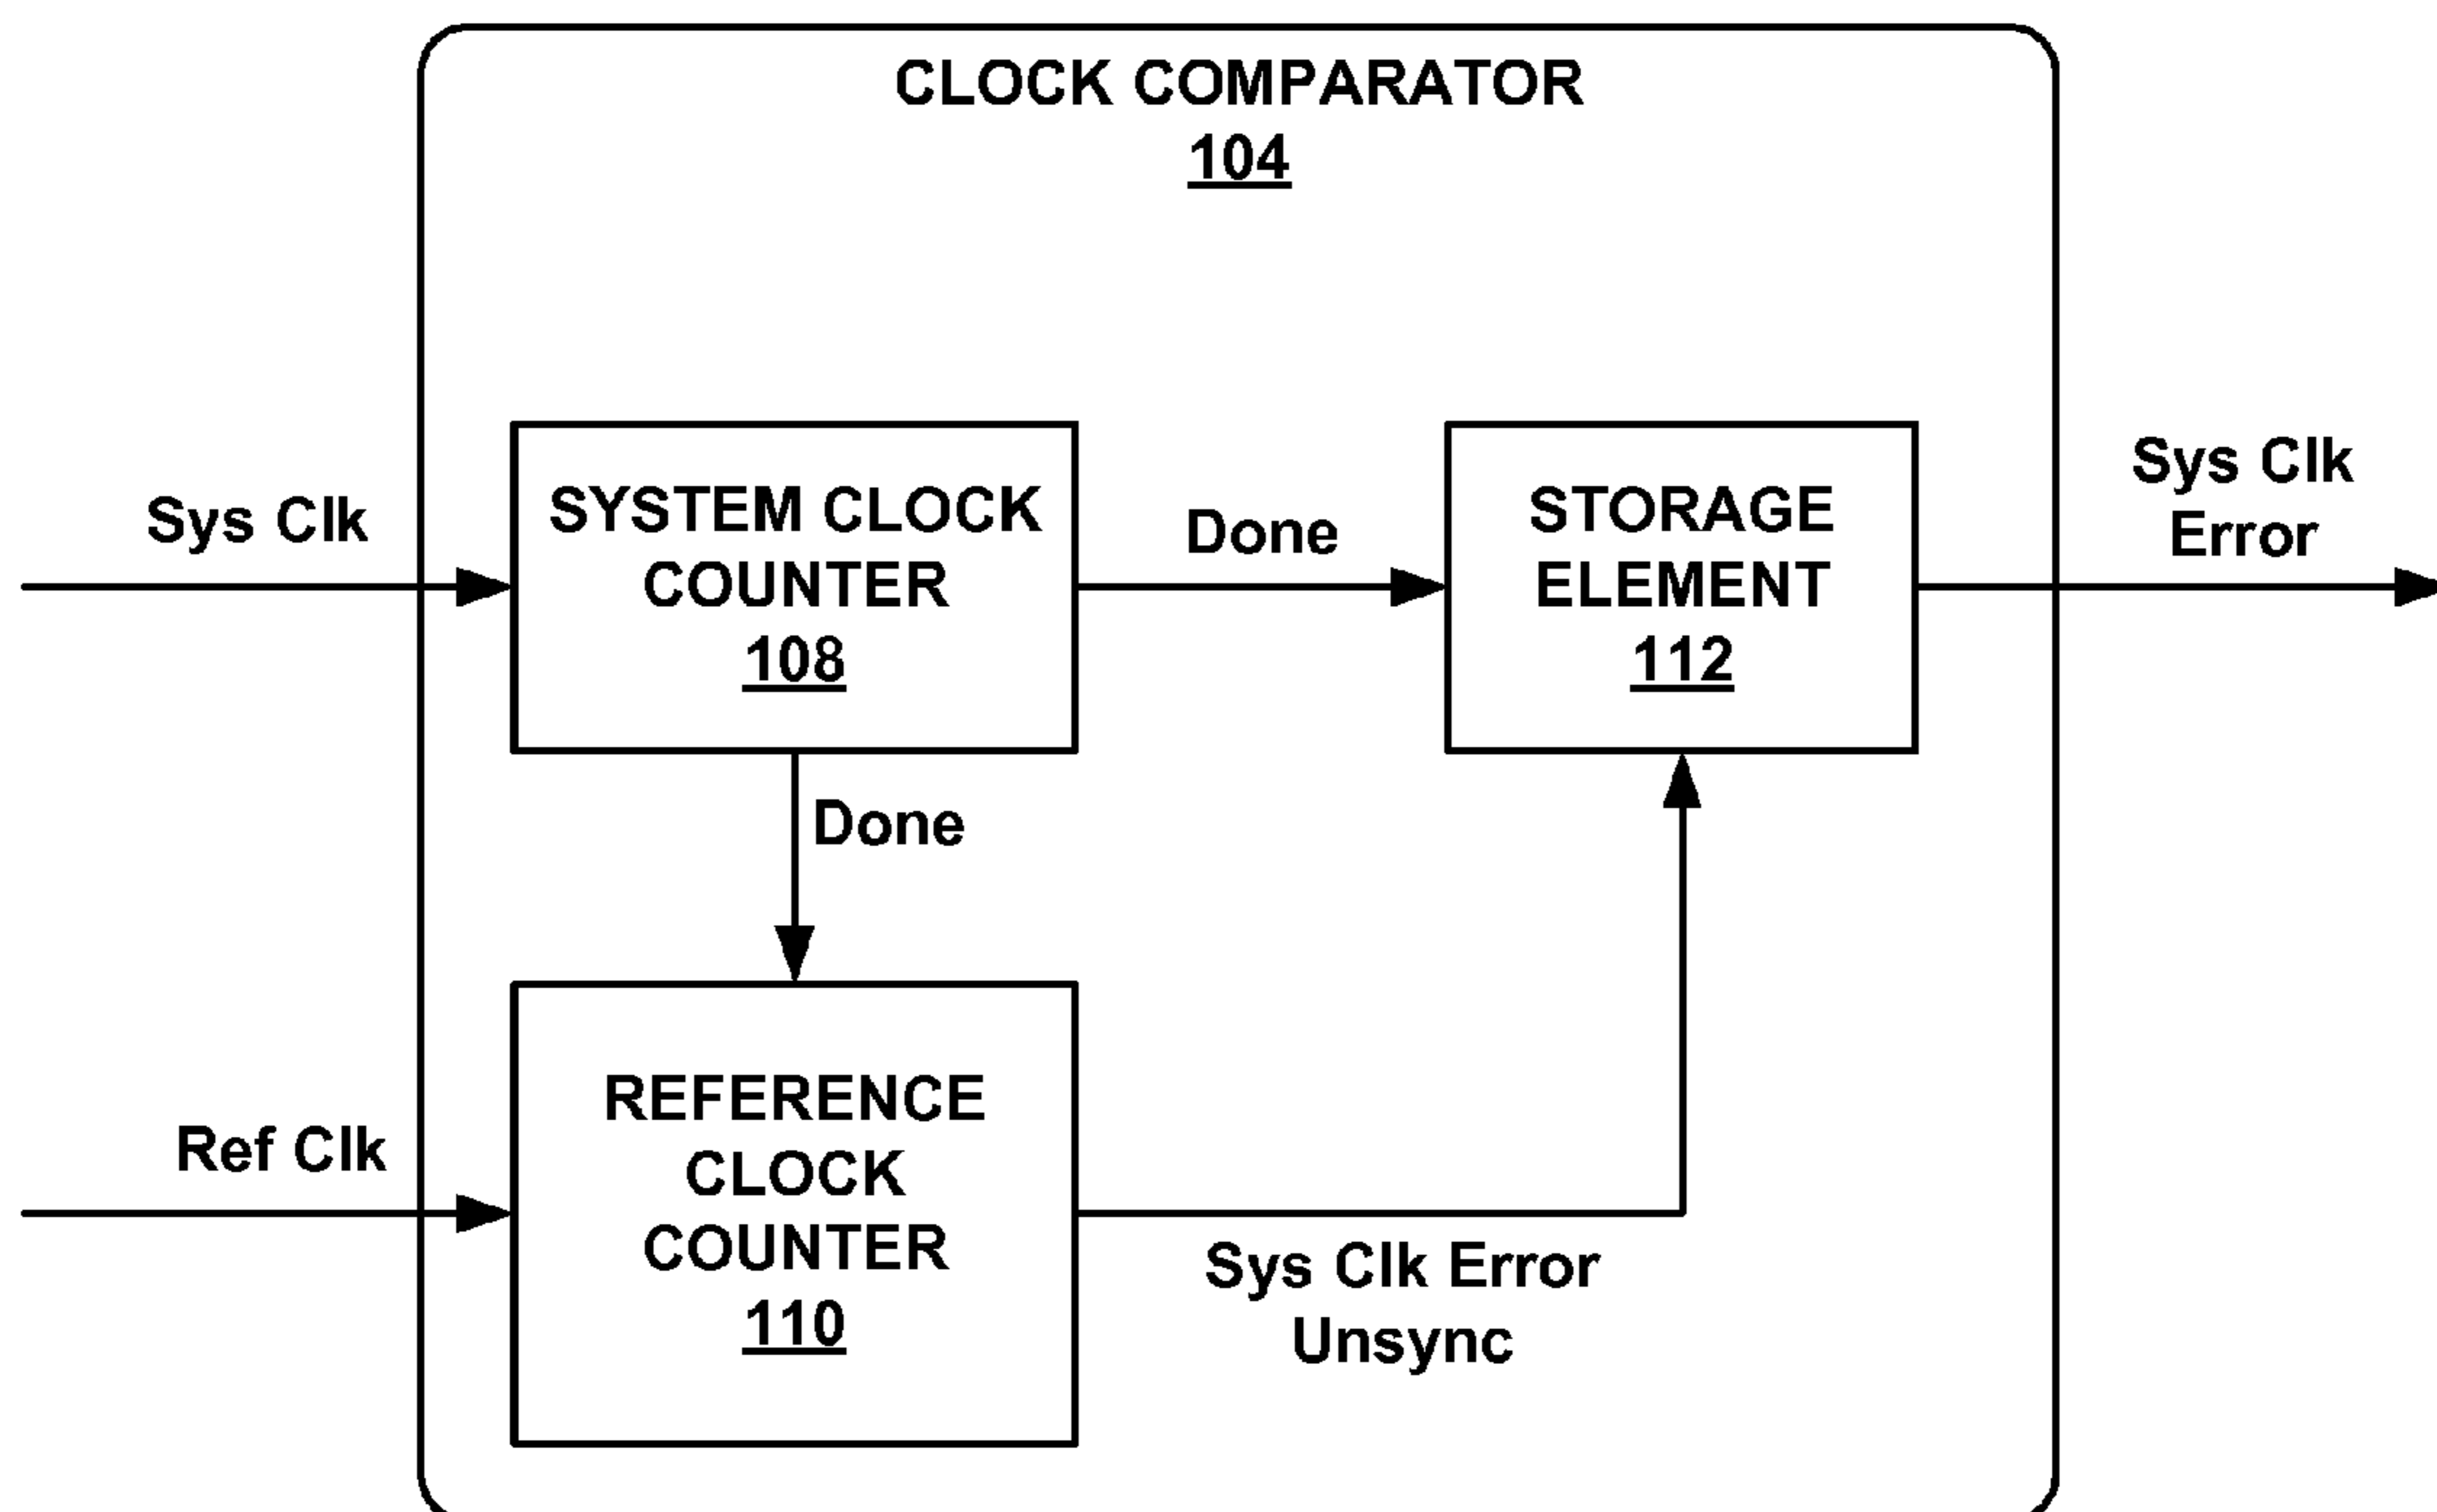 CLOCK COMPARATOR
104
Sys Clk
SYSTEM CLOCK
COUNTER
108
Done
STORAGE
ELEMENT
112
Sys Clk
Error
Done
Ref Clk
REFERENCE
CLOCK
COUNTER
110
Sys Clk Error
Unsync